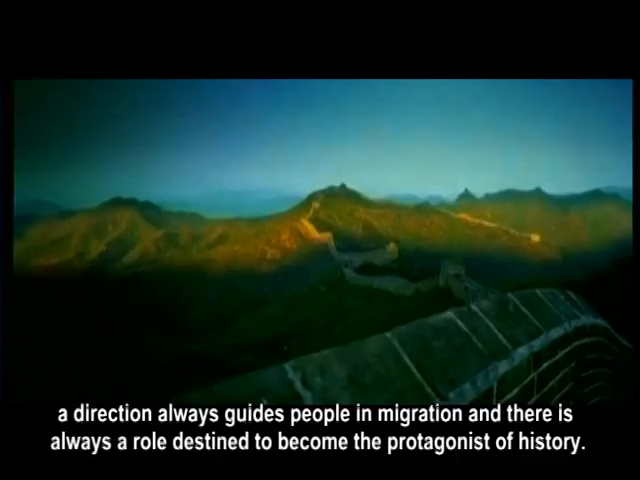 a direction always guides people in migration and there is
always a role destined to become the protagonist of history.